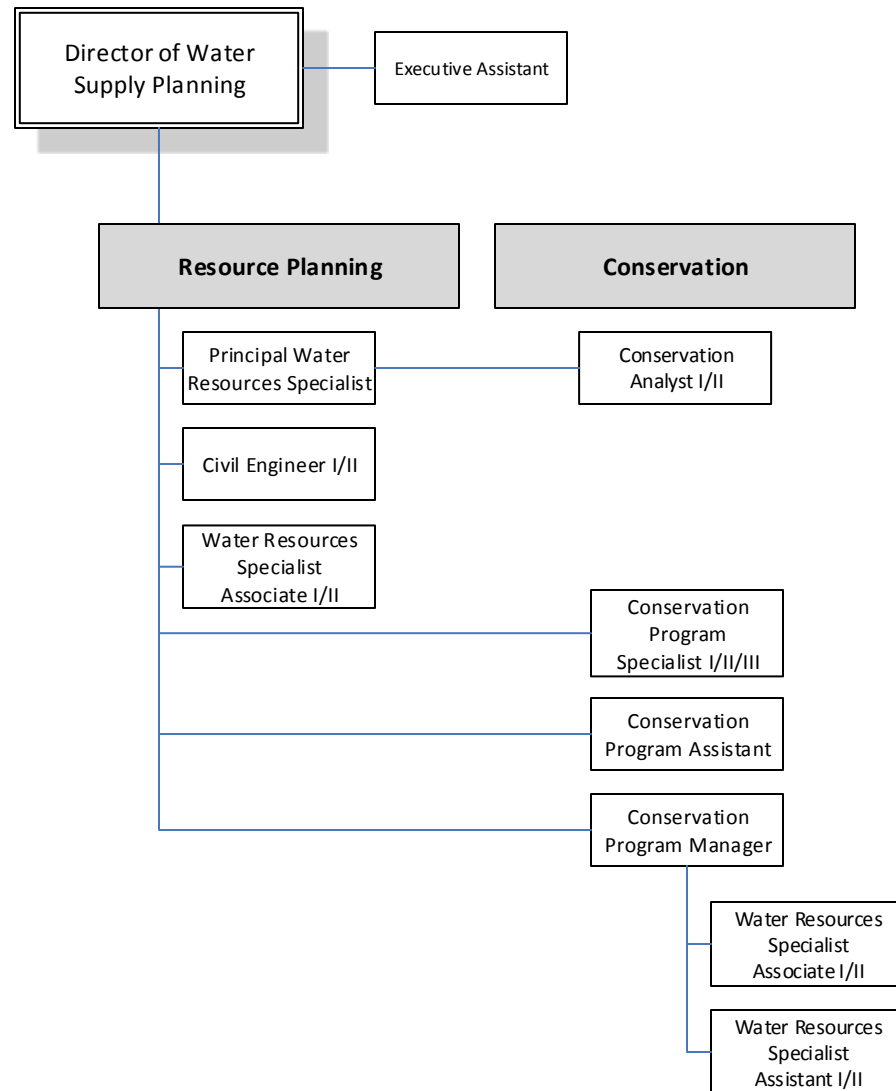 Director of Water
Supply Planning
Executive Assistant
Resource Planning
Conservation
Principal Water
Resources Specialist
Conservation
Analyst I/II
Civil Engineer I/II
Water Resources
Specialist
Associate I/II
Conservation
Program
Specialist I/II/III
Conservation
Program Assistant
Conservation
Program Manager
Water Resources
Specialist
Associate I/II
Water Resources
Specialist
Assistant I/II